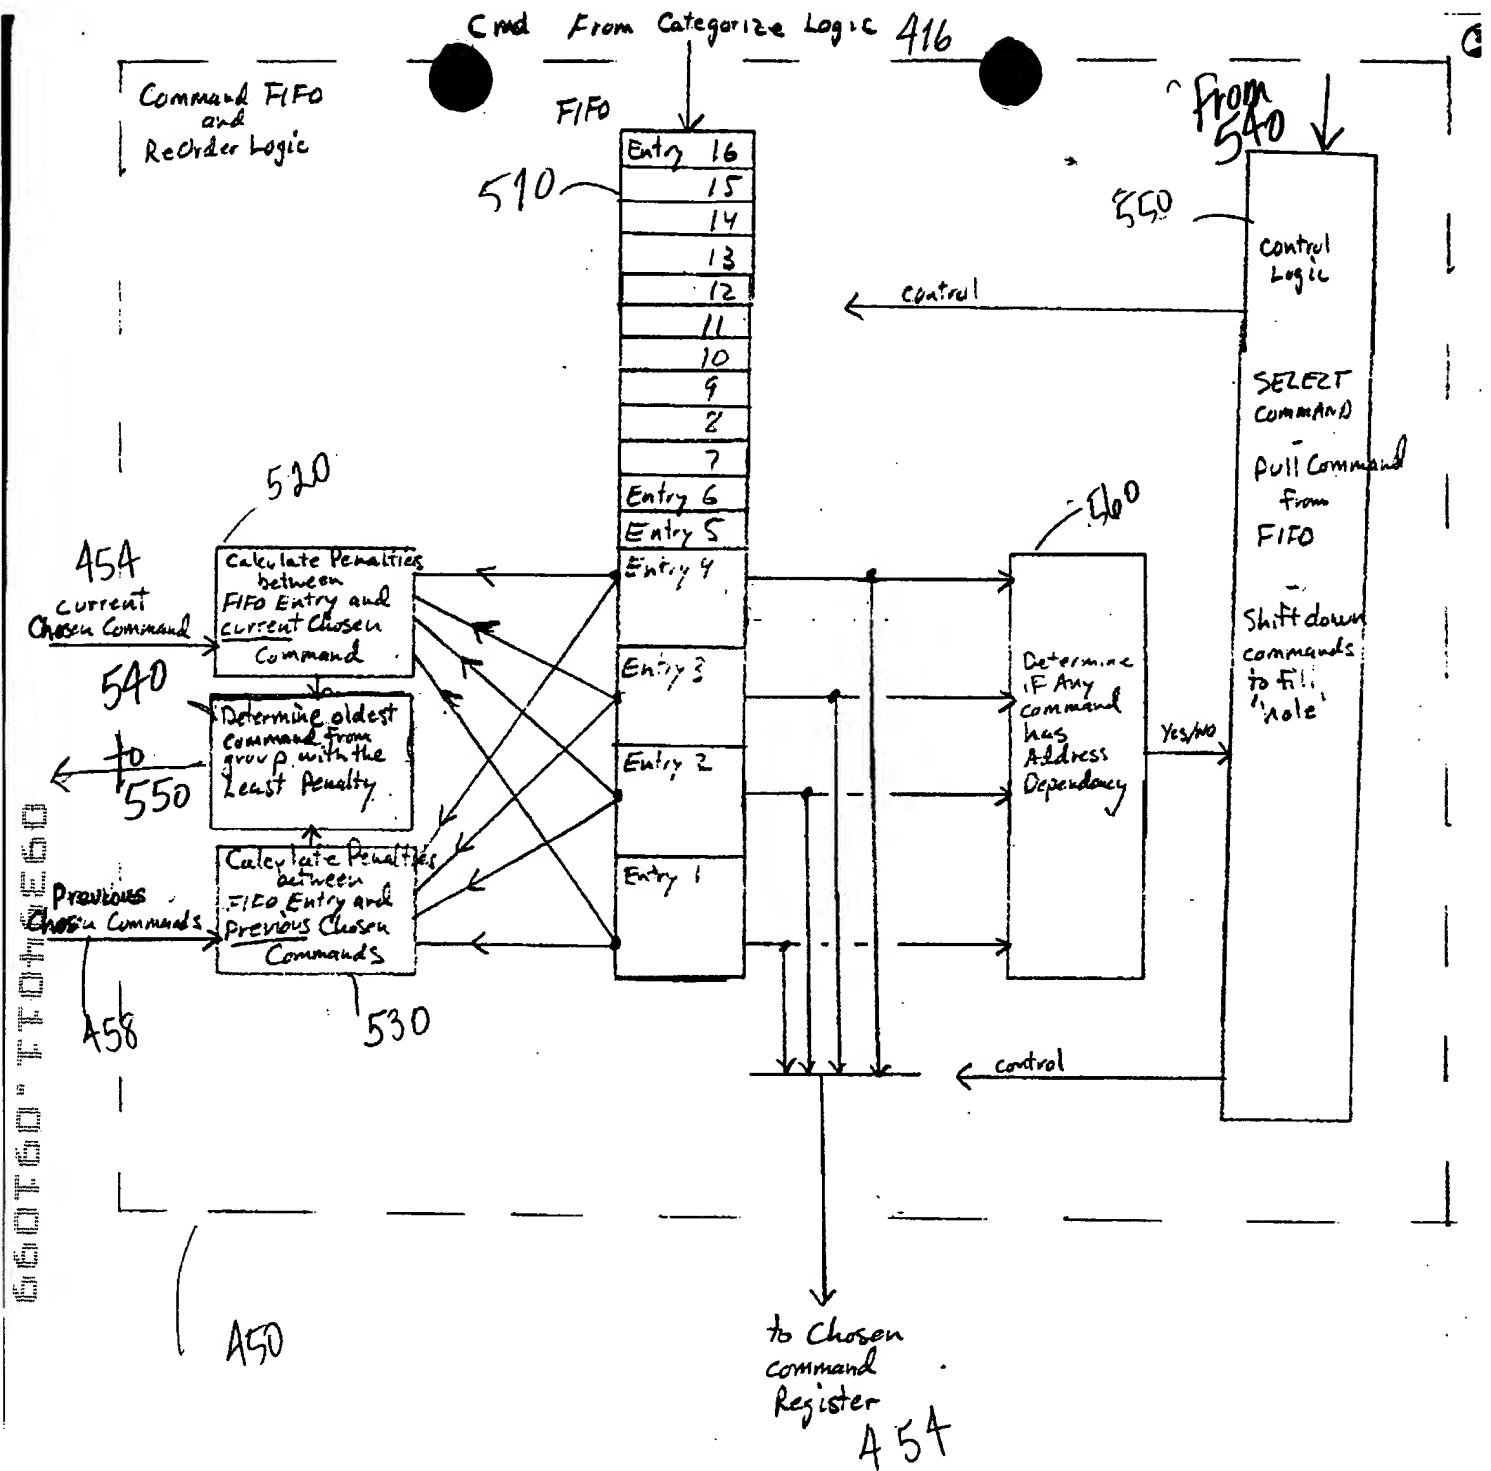 Cmd From Categorize Logic 416
Command FIFO
and
ReOrder Logic
FIFO
From
540
Entry 16
15
14
13
12
11
10
9
8
7
Entry 6
Entry 5
Entry 4
Entry 3
Entry 2
Entry 1
510
550
Control
Logic
control
SELECT
COMMAND
-
Pull Command
from
FIFO
-
Shift down
commands
to fill
'hole'
520
454
Current
Chosen Command
Calculate Penalties
between
FIFO Entry and
current Chosen
Command
540
Determine oldest
command from
group with the
Least Penalty
to
550
Calculate Penalties
between
FIFO Entry and
Previous Chosen
Commands
Previous
Chosen Commands
458
530
560
Determine
IF Any
command
has
Address
Dependency
Yes/No
control
450
to Chosen
command
Register
454